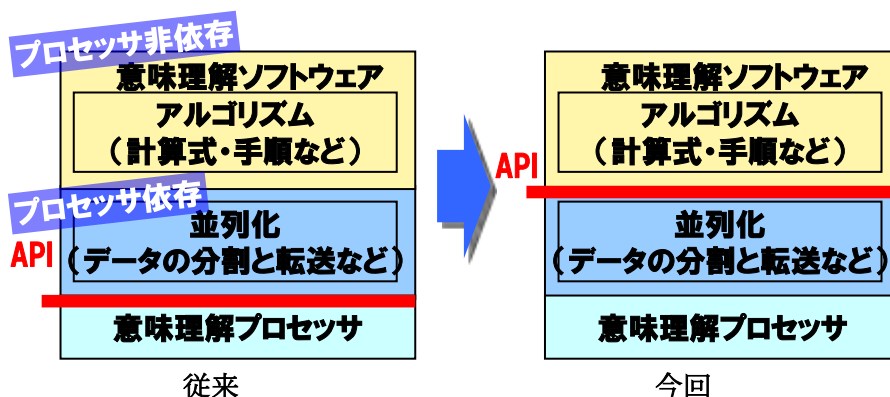 プロセッサ非依存
意味理解ソフトウェア
アルゴリズム
（計算式・手順など）
プロセッサ依存
並列化
API
（データの分割と転送など）
意味理解プロセッサ
従来
意味理解ソフトウェア
アルゴリズム
（計算式・手順など）
API
並列化
（データの分割と転送など）
意味理解プロセッサ
今回